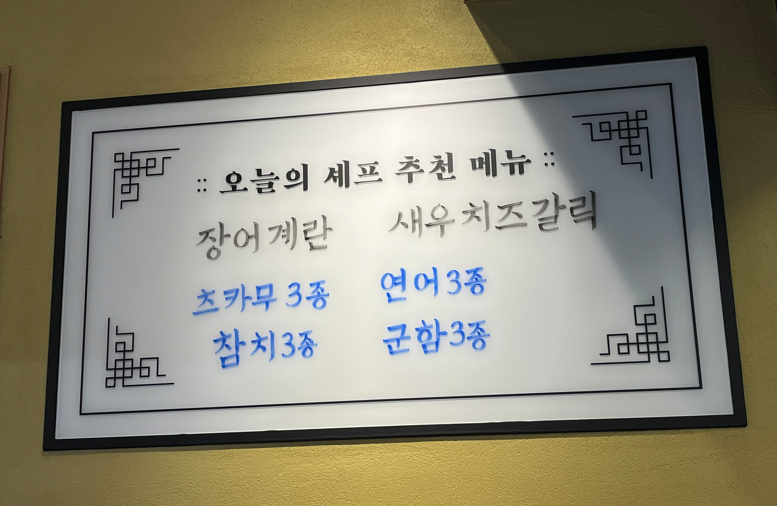 :: 오늘의 셰프 추천 메뉴 ::
장어계란 새우치즈갈릭
츠카무 3종 연어3종
참치3종 군함3종